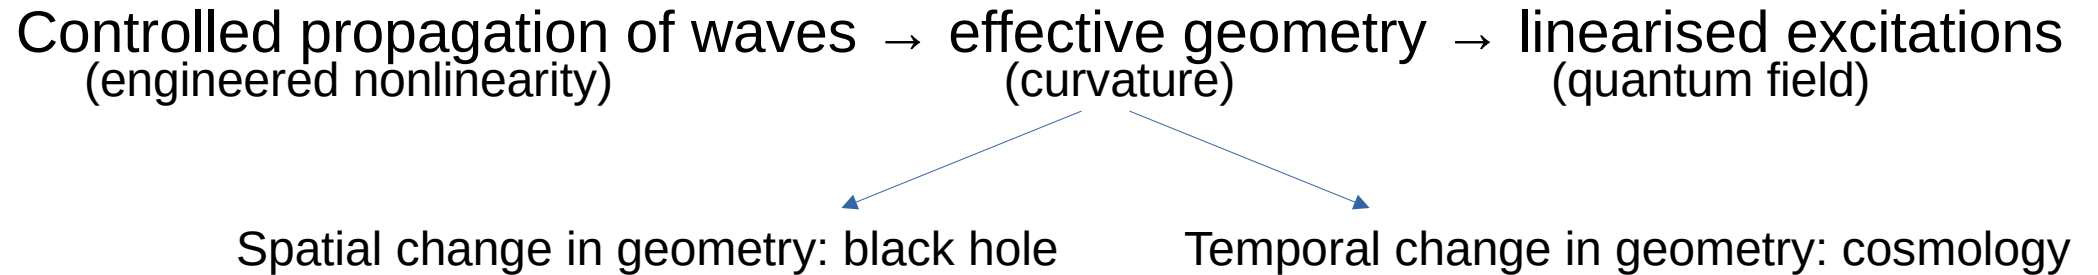 Controlled propagation of waves → effective geometry → linearised excitations
(engineered nonlinearity) (curvature) (quantum field)
Spatial change in geometry: black hole Temporal change in geometry: cosmology